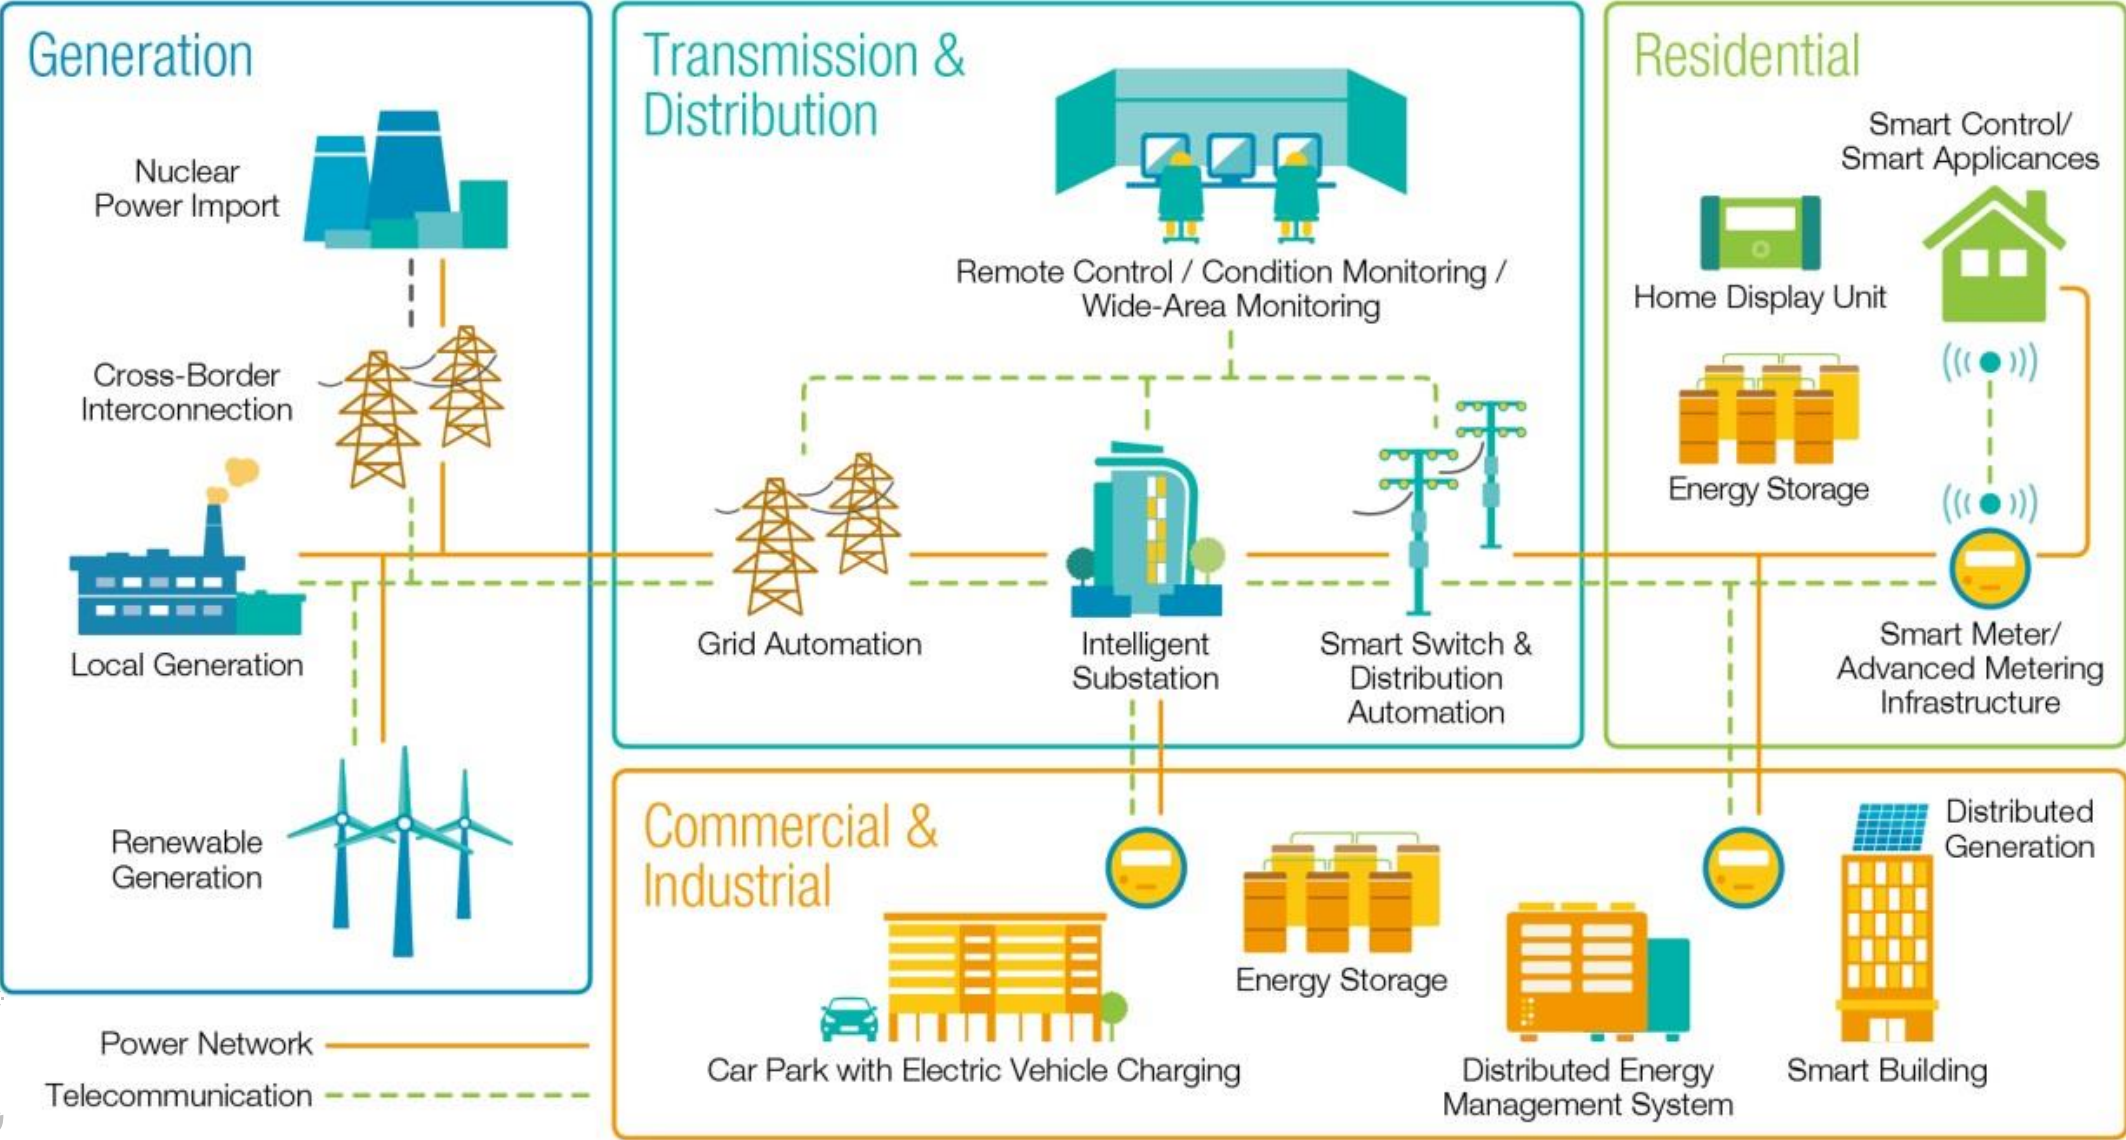 Generation
Nuclear
Power Import
Cross-Border
Interconnection
Local Generation
Renewable
Generation
Power Network
Telecommunication
Transmission &
Distribution
Remote Control / Condition Monitoring /
Wide-Area Monitoring
Grid Automation
Intelligent
Substation
Smart Switch &
Distribution
Automation
Residential
Smart Control/
Smart Applicances
Home Display Unit
Energy Storage
Smart Meter/
Advanced Metering
Infrastructure
Commercial &
Industrial
Car Park with Electric Vehicle Charging
Energy Storage
Distributed Energy
Management System
Distributed
Generation
Smart Building